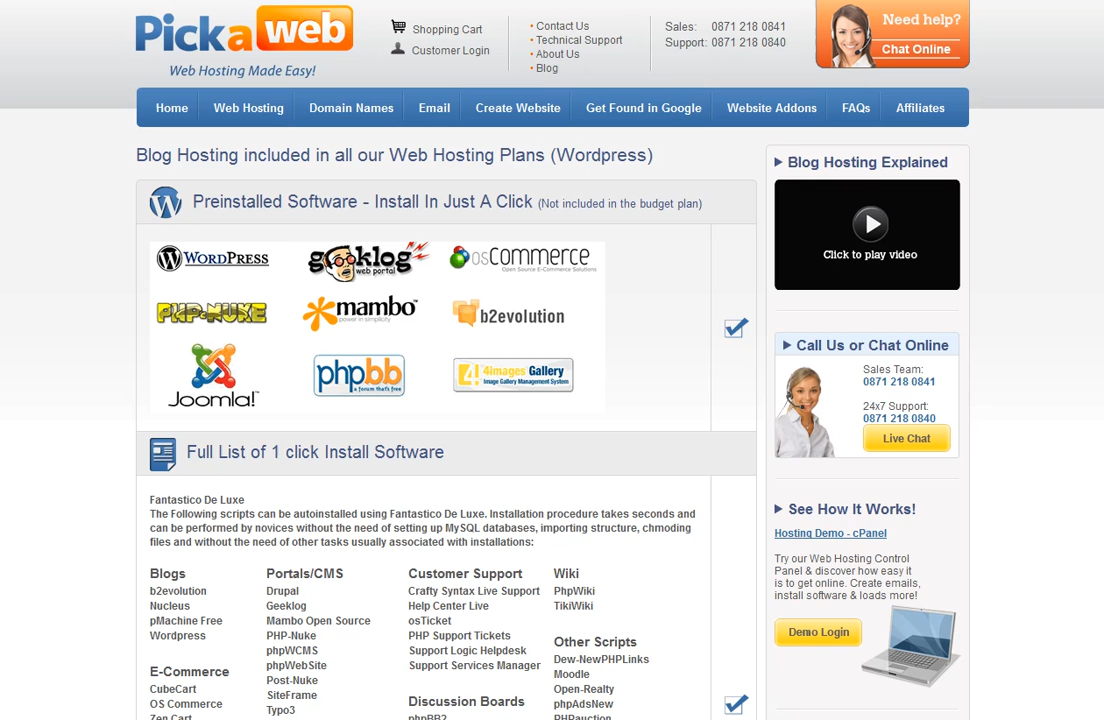 Pickaweb
Web Hosting Made Easy!
Shopping Cart
Customer Login
• Contact Us
• Technical Support
• About Us
• Blog
Sales: 0871 218 0841
Support: 0871 218 0840
Need help?
Chat Online
Home
Web Hosting
Domain Names
Email
Create Website
Get Found in Google
Website Addons
FAQs
Affiliates
Blog Hosting included in all our Web Hosting Plans (Wordpress)
Preinstalled Software - Install In Just A Click (Not included in the budget plan)
WORDPRESS
geeklog
web portal
osCommerce
Open Source E-Commerce Solutions
PHP-NUKE
mambo
power in simplicity
b2evolution
Joomla!™
phpbb
a forum that's free
4images Gallery
Image Gallery Management System
Full List of 1 click Install Software
Fantastico De Luxe
The Following scripts can be autoinstalled using Fantastico De Luxe. Installation procedure takes seconds and
can be performed by novices without the need of setting up MySQL databases, importing structure, chmoding
files and without the need of other tasks usually associated with installations:
Blogs
b2evolution
Nucleus
pMachine Free
Wordpress
E-Commerce
CubeCart
OS Commerce
Zen Cart
Portals/CMS
Drupal
Geeklog
Mambo Open Source
PHP-Nuke
phpWCMS
phpWebSite
Post-Nuke
SiteFrame
Typo3
Customer Support
Crafty Syntax Live Support
Help Center Live
osTicket
PHP Support Tickets
Support Logic Helpdesk
Support Services Manager
Discussion Boards
phpBB2
Wiki
PhpWiki
TikiWiki
Other Scripts
Dew-NewPHPLinks
Moodle
Open-Realty
phpAdsNew
PHPauction
Blog Hosting Explained
Click to play video
Call Us or Chat Online
Sales Team:
0871 218 0841
24x7 Support:
0871 218 0840
Live Chat
See How It Works!
Hosting Demo - cPanel
Try our Web Hosting Control
Panel & discover how easy it
is to get online. Create emails,
install software & loads more!
Demo Login